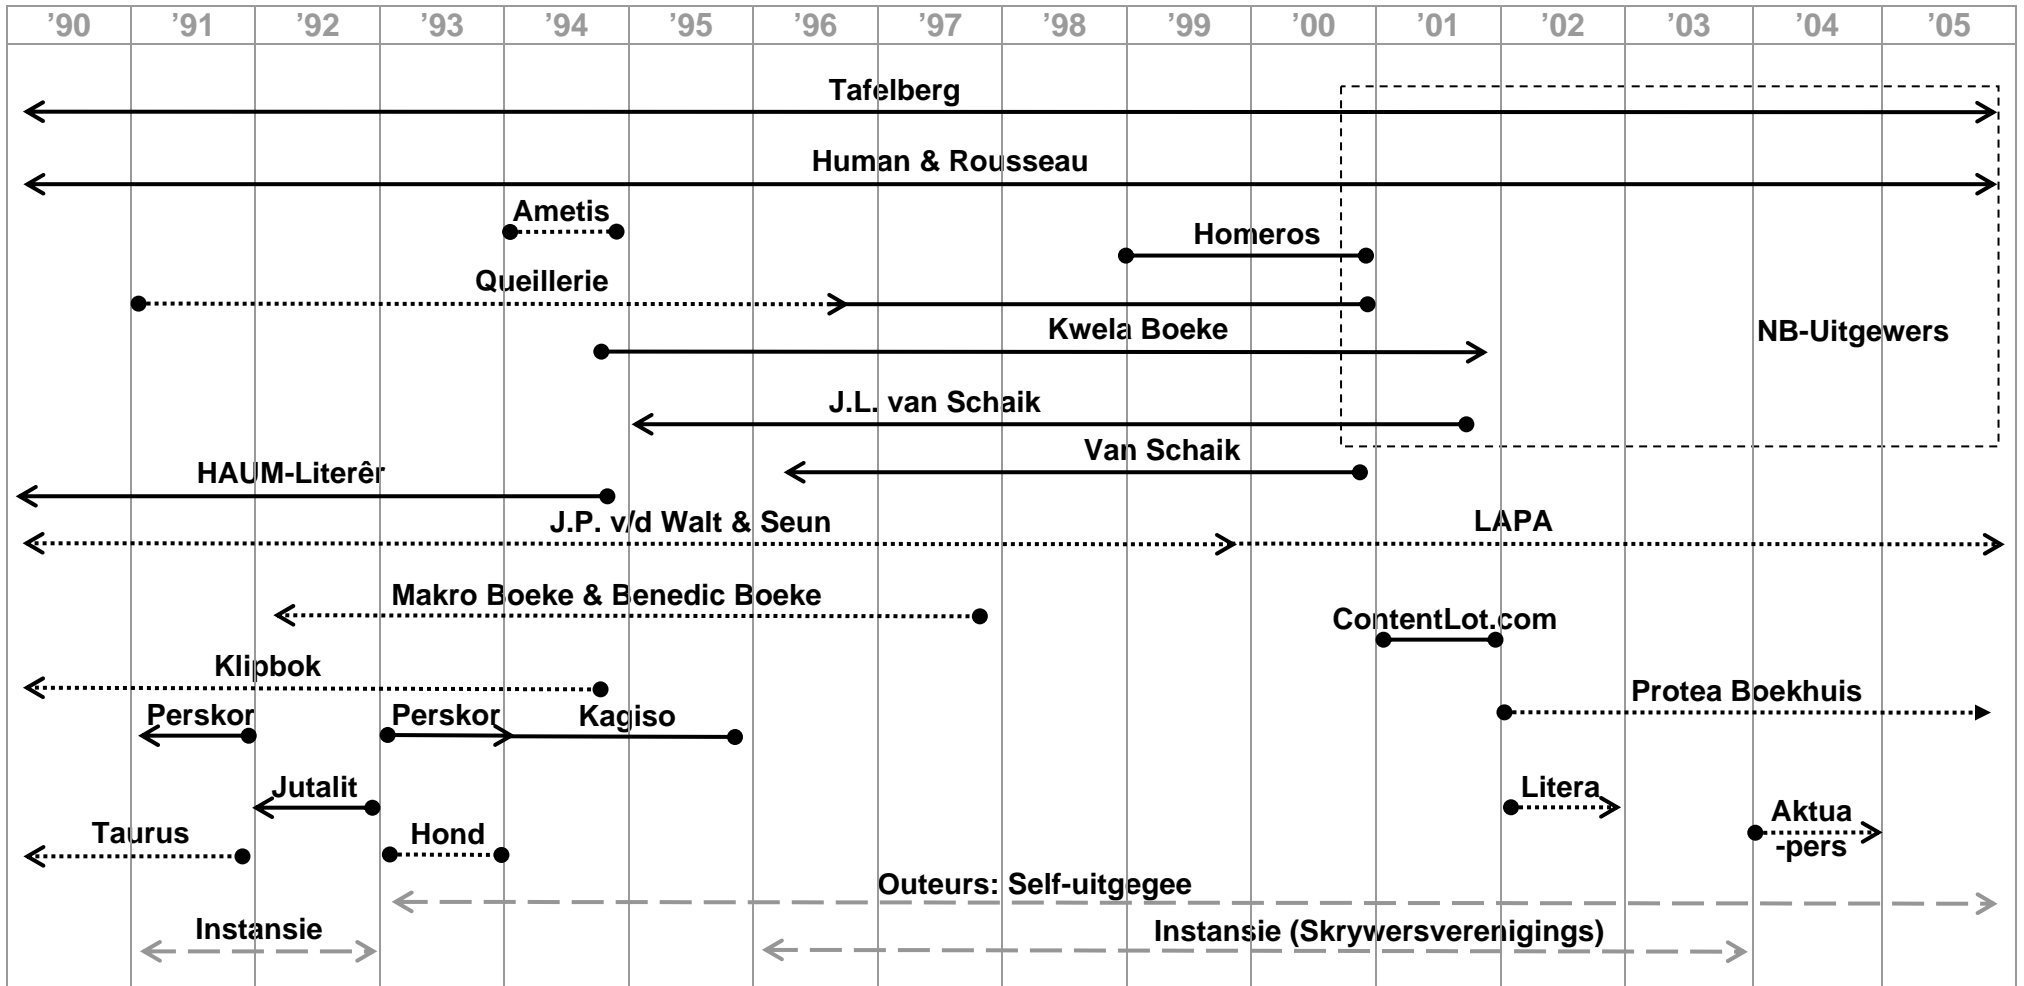 ’90 ’91 ’92 ’93 ’94 ’95 ’96 ’97 ’98 ’99 ’00 ’01 ’02 ’03 ’04 ’05
Tafelberg
Human & Rousseau
Ametis
Homeros
Queillerie
Kwela Boeke
NB-Uitgewers
J.L. van Schaik
Van Schaik
HAUM-Literêr
J.P. v/d Walt & Seun
LAPA
Makro Boeke & Benedic Boeke
ContentLot.com
Klipbok
Protea Boekhuis
Perskor
Perskor
Kagiso
Jutalit
Litera
Aktua
-pers
Taurus
Hond
Outeurs: Self-uitgegee
Instansie
Instansie (Skrywersverenigings)